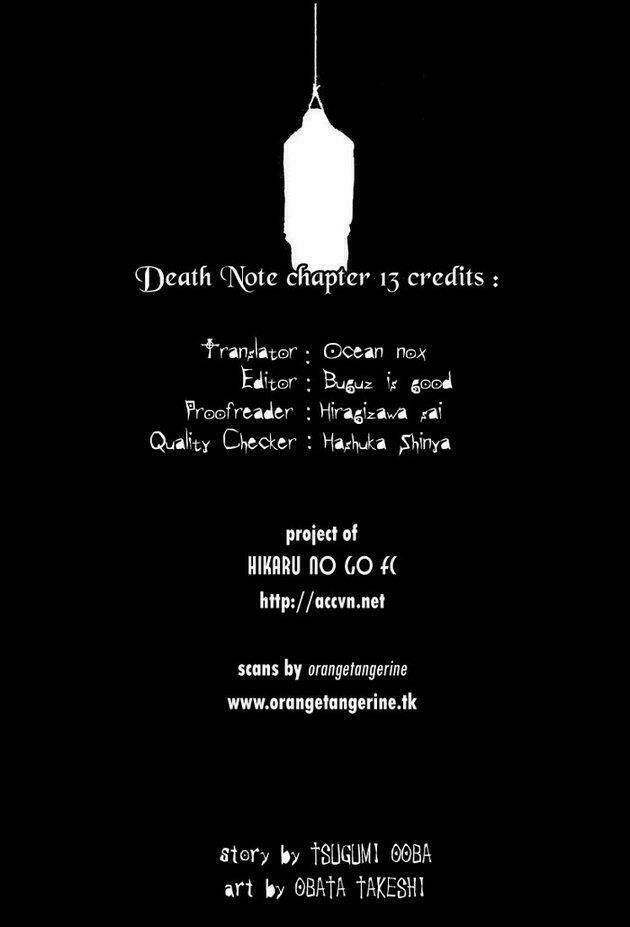 Death Note chapter 13 credits :
Translator : Ocean nox
Editor : Buguz is good
Proofreader : Hiragizawa sai
Quality Checker : Hashuka Shinya
project of
HIKARU NO GO FC
http://accvn.net
scans by orangetangerine
www.orangetangerine.tk
story by TSUGUMI OOBA
art by OBATA TAKESHI